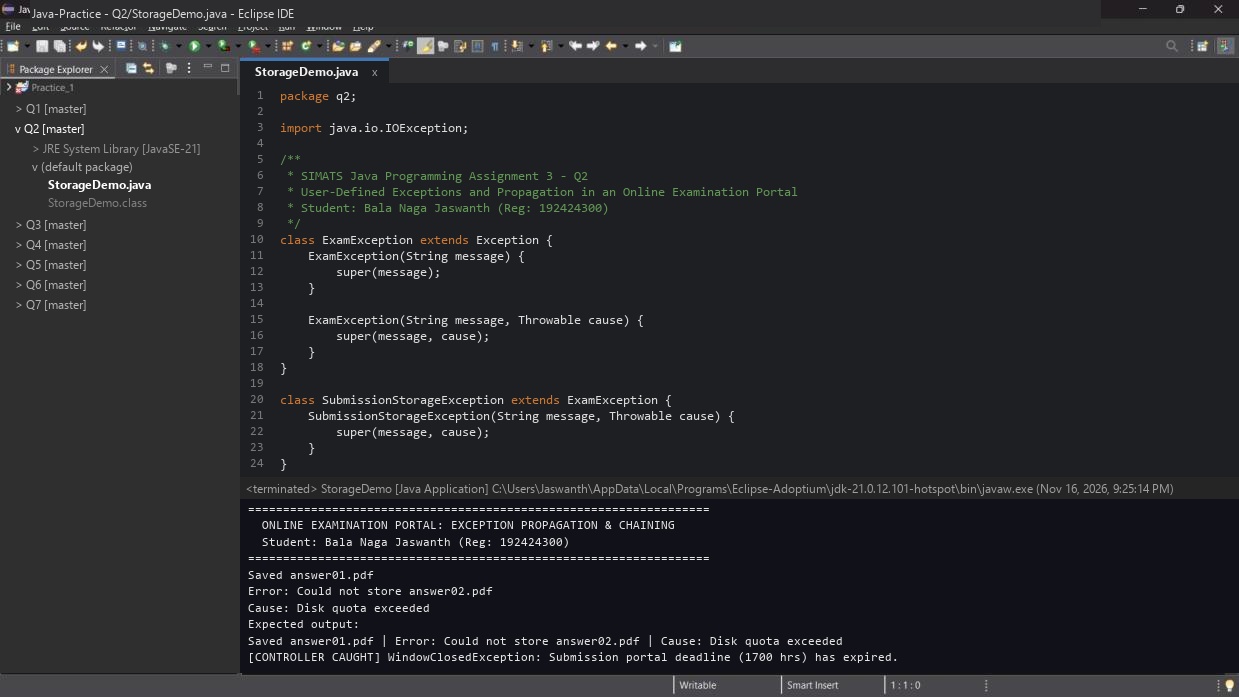 Java-Practice - Q2/StorageDemo.java - Eclipse IDE
File Edit Source Refactor Navigate Search Project Run Window Help
Package Explorer
Practice_1
> Q1 [master]
v Q2 [master]
> JRE System Library [JavaSE-21]
v (default package)
StorageDemo.java
StorageDemo.class
> Q3 [master]
> Q4 [master]
> Q5 [master]
> Q6 [master]
> Q7 [master]
StorageDemo.java x
1 package q2;
2
3 import java.io.IOException;
4
5 /**
6 * SIMATS Java Programming Assignment 3 - Q2
7 * User-Defined Exceptions and Propagation in an Online Examination Portal
8 * Student: Bala Naga Jaswanth (Reg: 192424300)
9 */
10 class ExamException extends Exception {
11 ExamException(String message) {
12 super(message);
13 }
14
15 ExamException(String message, Throwable cause) {
16 super(message, cause);
17 }
18 }
19
20 class SubmissionStorageException extends ExamException {
21 SubmissionStorageException(String message, Throwable cause) {
22 super(message, cause);
23 }
24 }
<terminated> StorageDemo [Java Application] C:\Users\Jaswanth\AppData\Local\Programs\Eclipse-Adoptium\jdk-21.0.12.101-hotspot\bin\javaw.exe (Nov 16, 2026, 9:25:14 PM)
==================================================================
ONLINE EXAMINATION PORTAL: EXCEPTION PROPAGATION & CHAINING
Student: Bala Naga Jaswanth (Reg: 192424300)
==================================================================
Saved answer01.pdf
Error: Could not store answer02.pdf
Cause: Disk quota exceeded
Expected output:
Saved answer01.pdf | Error: Could not store answer02.pdf | Cause: Disk quota exceeded
[CONTROLLER CAUGHT] WindowClosedException: Submission portal deadline (1700 hrs) has expired.
Writable
Smart Insert
1 : 1 : 0